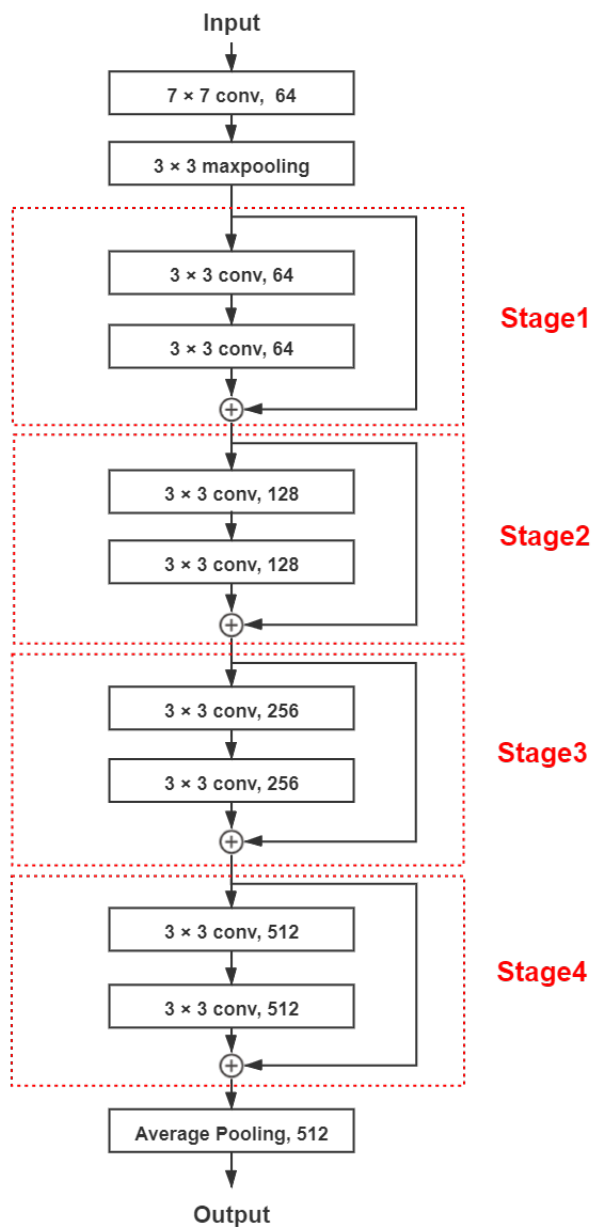 Input
7 × 7 conv, 64
3 × 3 maxpooling
3 × 3 conv, 64
Stage1
3 × 3 conv, 64
3 × 3 conv, 128
Stage2
3 × 3 conv, 128
3 × 3 conv, 256
Stage3
3 × 3 conv, 256
3 × 3 conv, 512
Stage4
3 × 3 conv, 512
Average Pooling, 512
Output